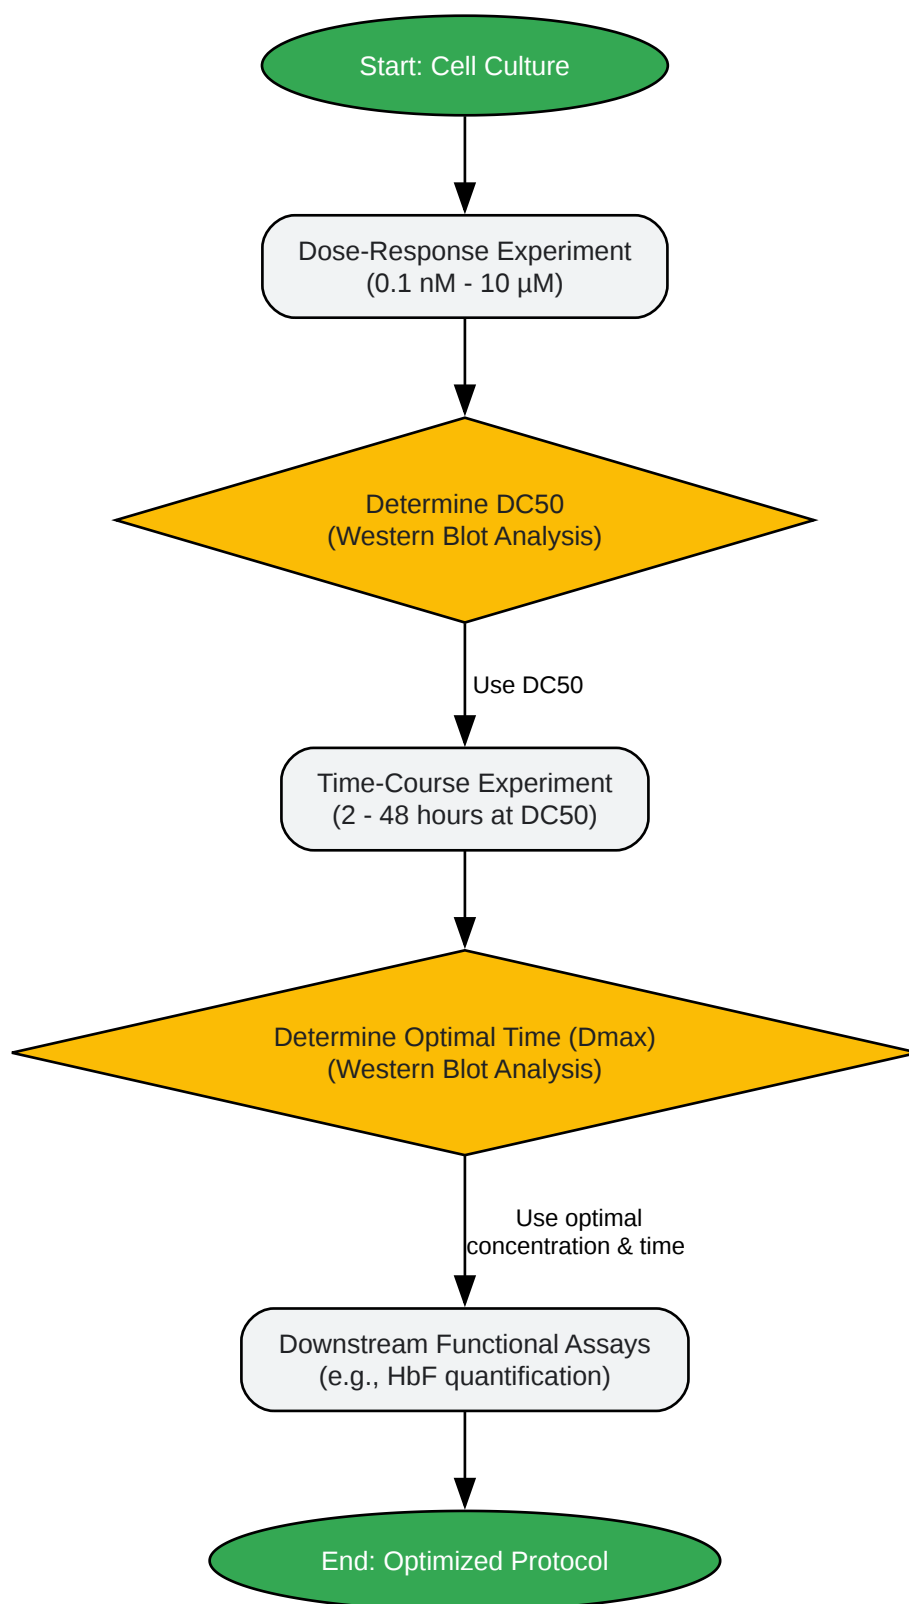 Start: Cell Culture
Dose-Response Experiment
(0.1 nM - 10 µM)
Determine DC50
(Western Blot Analysis)
Use DC50
Time-Course Experiment
(2 - 48 hours at DC50)
Determine Optimal Time (Dmax)
(Western Blot Analysis)
Use optimal
concentration & time
Downstream Functional Assays
(e.g., HbF quantification)
End: Optimized Protocol